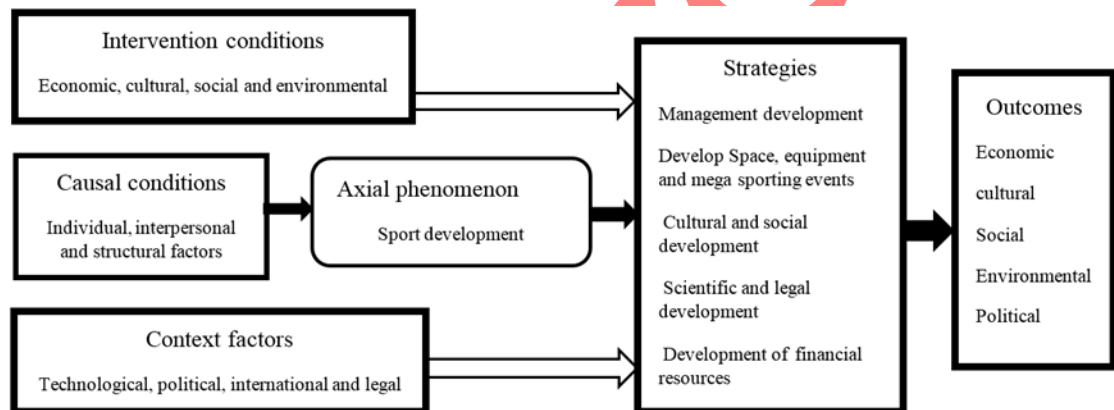 Intervention conditions
Economic, cultural, social and environmental
Causal conditions
Individual, interpersonal
and structural factors
Axial phenomenon
Sport development
Context factors
Technological, political, international and legal
Strategies
Management development
Develop Space, equipment
and mega sporting events
Cultural and social
development
Scientific and legal
development
Development of financial
resources
Outcomes
Economic
cultural
Social
Environmental
Political